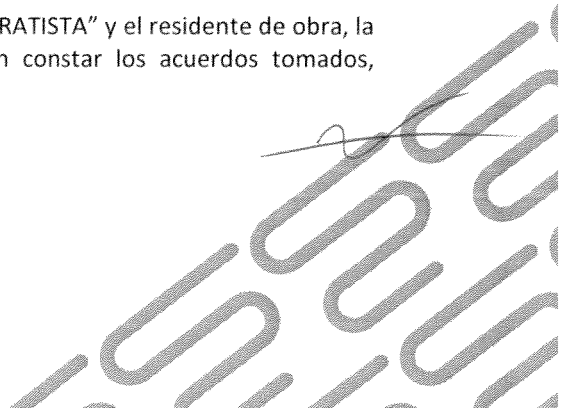 RATISTA” y el residente de obra, la
constar los acuerdos tomados,